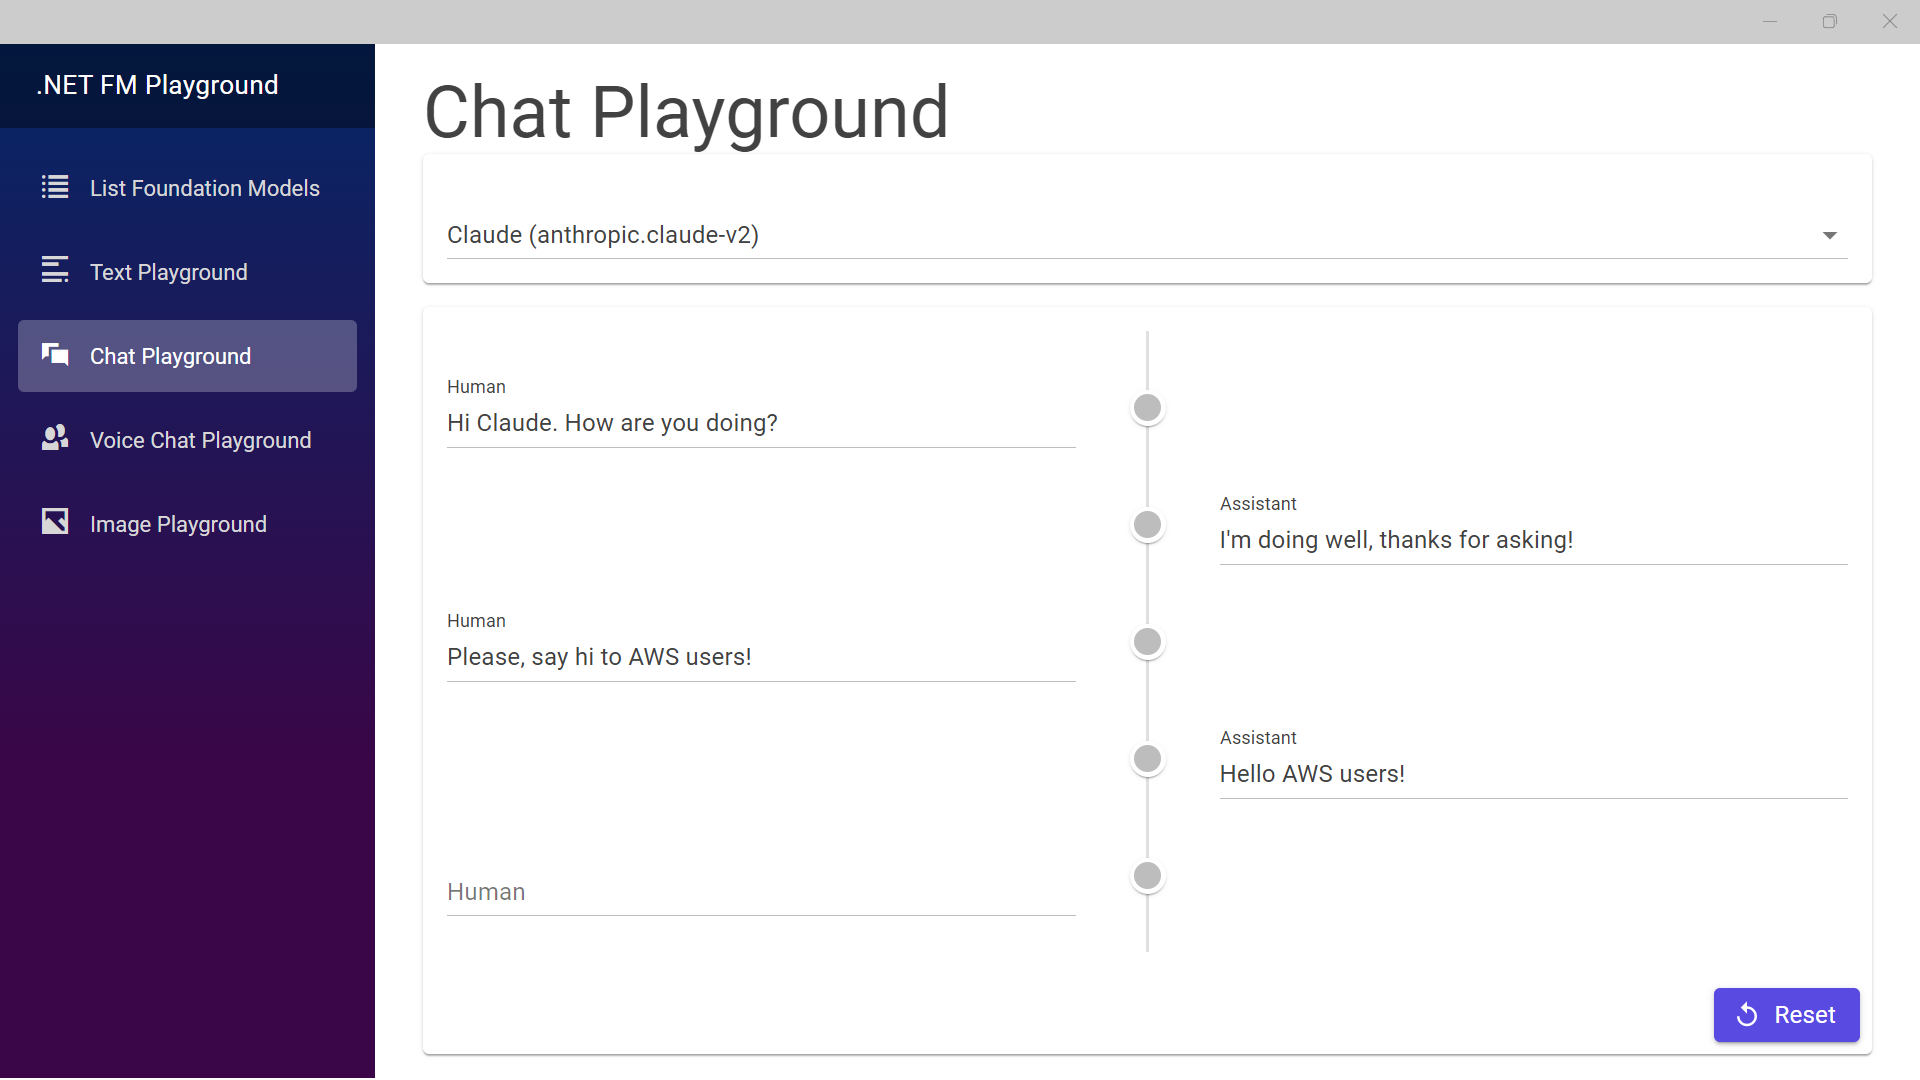 .NET FM Playground
List Foundation Models
Text Playground
Chat Playground
Voice Chat Playground
Image Playground
Chat Playground
Claude (anthropic.claude-v2)
Human
Hi Claude. How are you doing?
Assistant
I'm doing well, thanks for asking!
Human
Please, say hi to AWS users!
Assistant
Hello AWS users!
Human
Reset